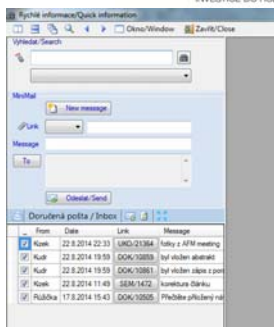 Rychlé informace/Quick information
Okno/Window Zavřít/Close
Vyhledat/Search
MiniMail
New message
Link
Message
To
Odeslat/Send
Doručená pošta / Inbox
From Date Link Message
Kozek 22.8.2014 22:33 UKO/21364 fotky z AFM meeting
Kudr 22.8.2014 19:59 DOK/10859 byl vložen abstrakt
Kudr 22.8.2014 19:59 DOK/10861 byl vložen zápis z por
Kozek 22.8.2014 11:49 SEM/1472 korektura článku
Růžička 17.8.2014 15:43 DOK/10505 Přečtěte přiložený